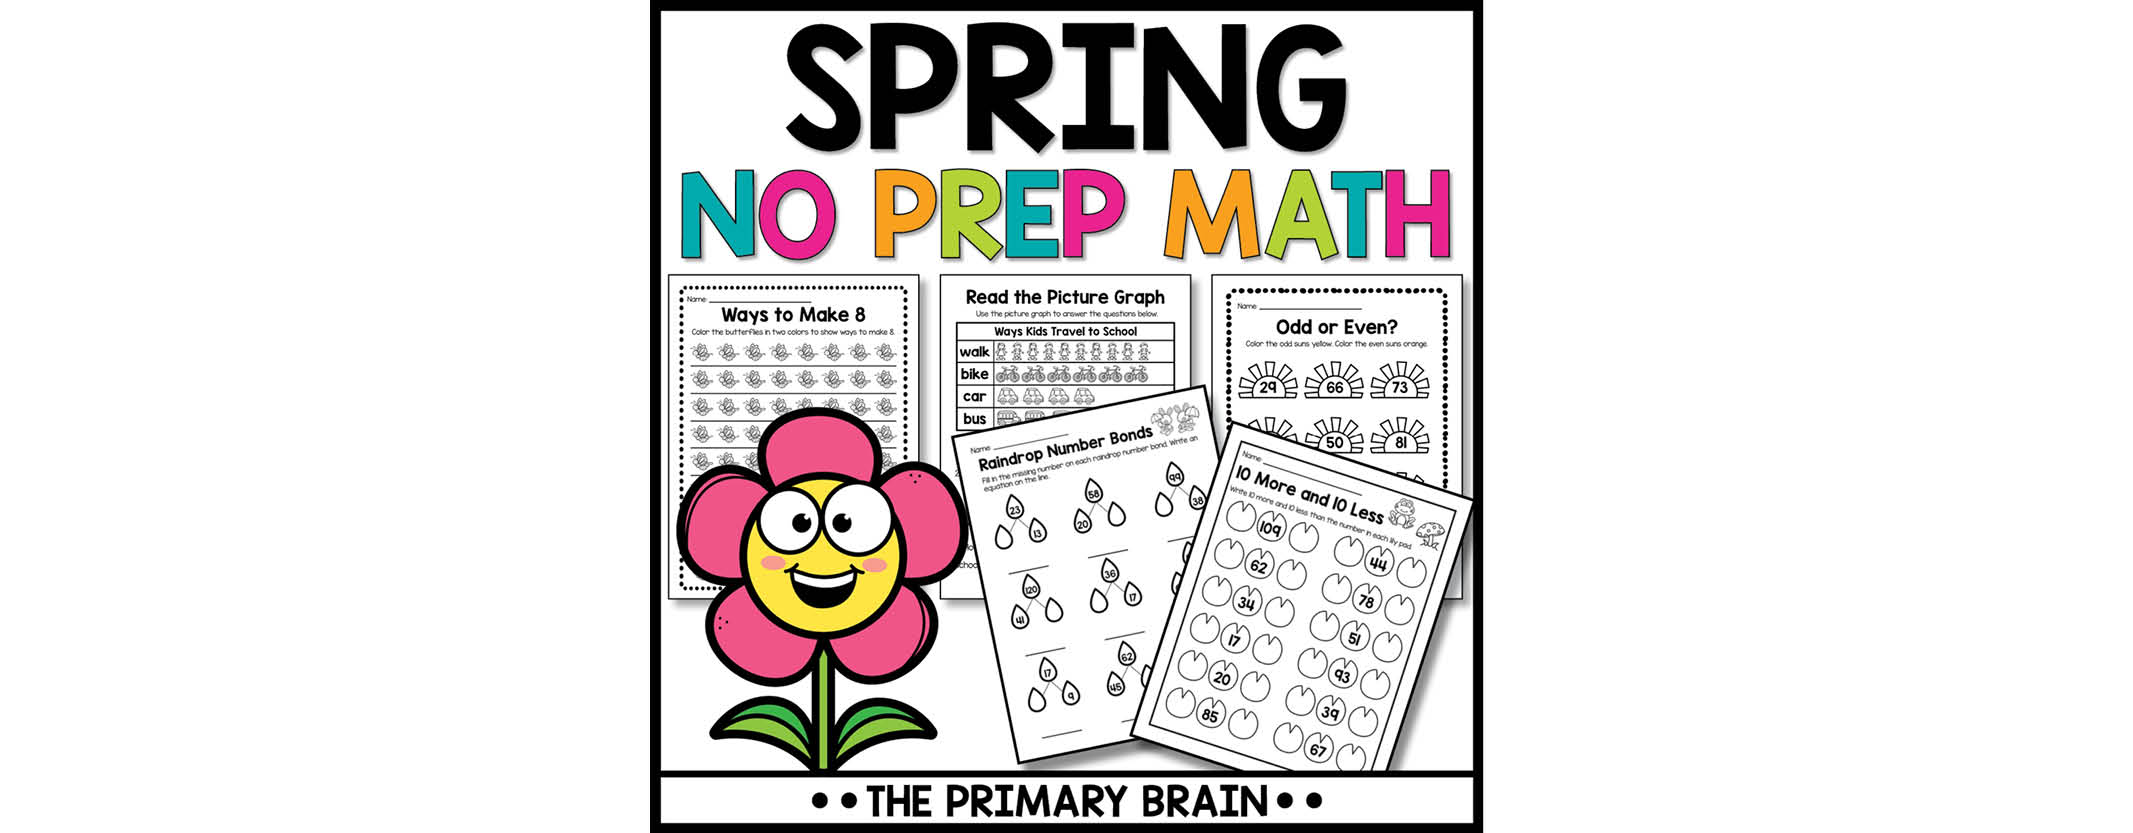 SPRING
NO PREP MATH
Name:
Ways to Make 8
Color the butterflies in two colors to show ways to make 8.
Read the Picture Graph
Use the picture graph to answer the questions below.
Ways Kids Travel to School
walk
bike
car
bus
Name:
Odd or Even?
Color the odd suns yellow. Color the even suns orange.
29 66 73
50 81
Name:
Raindrop Number Bonds
Fill in the missing number on each raindrop number bond. Write an
equation on the line.
23 58 99
13 20 38
120 36
41 17
17 62
9 45
Name:
10 More and 10 Less
Write 10 more and 10 less than the number in each lily pad.
109 44
62 78
34 51
17 93
20 39
85 67
••THE PRIMARY BRAIN••